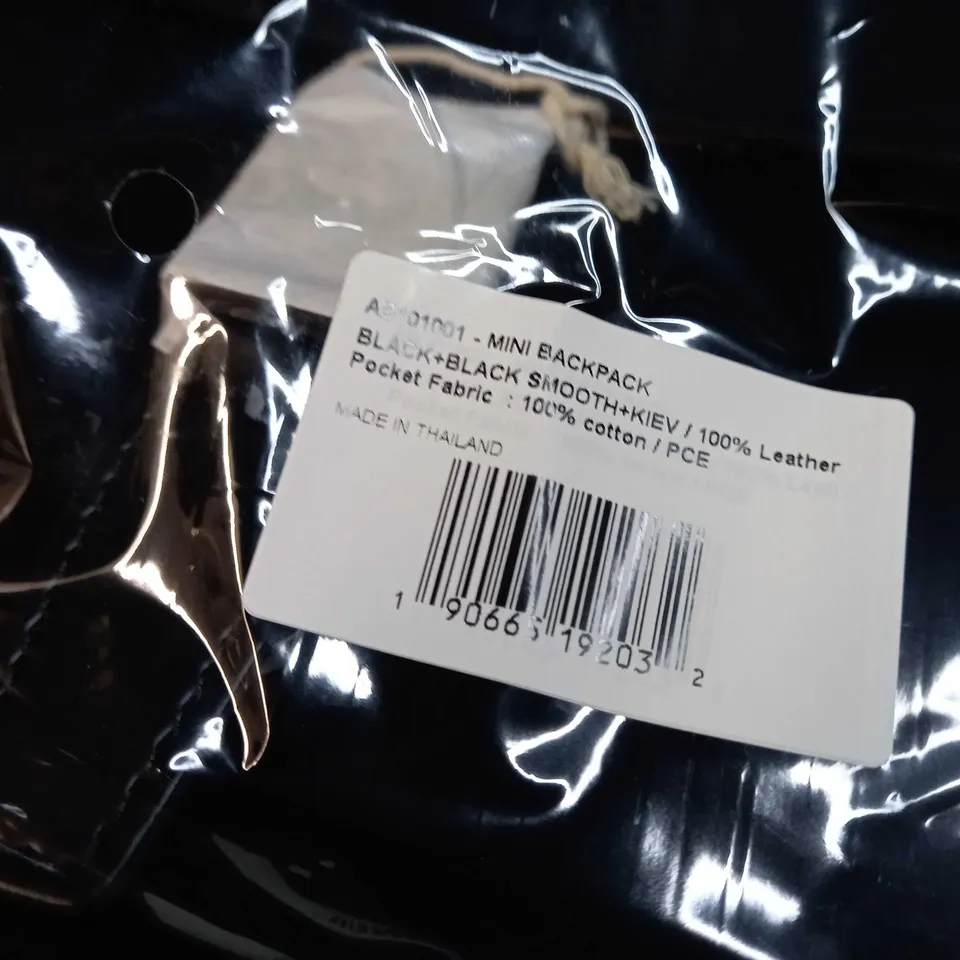 - MINI BACKPACK
BLACK+BLACK SMOOTH+KIEV / 100% Leather
Pocket Fabric : 100% cotton / PCE
MADE IN THAILAND
1 90665 19203 2